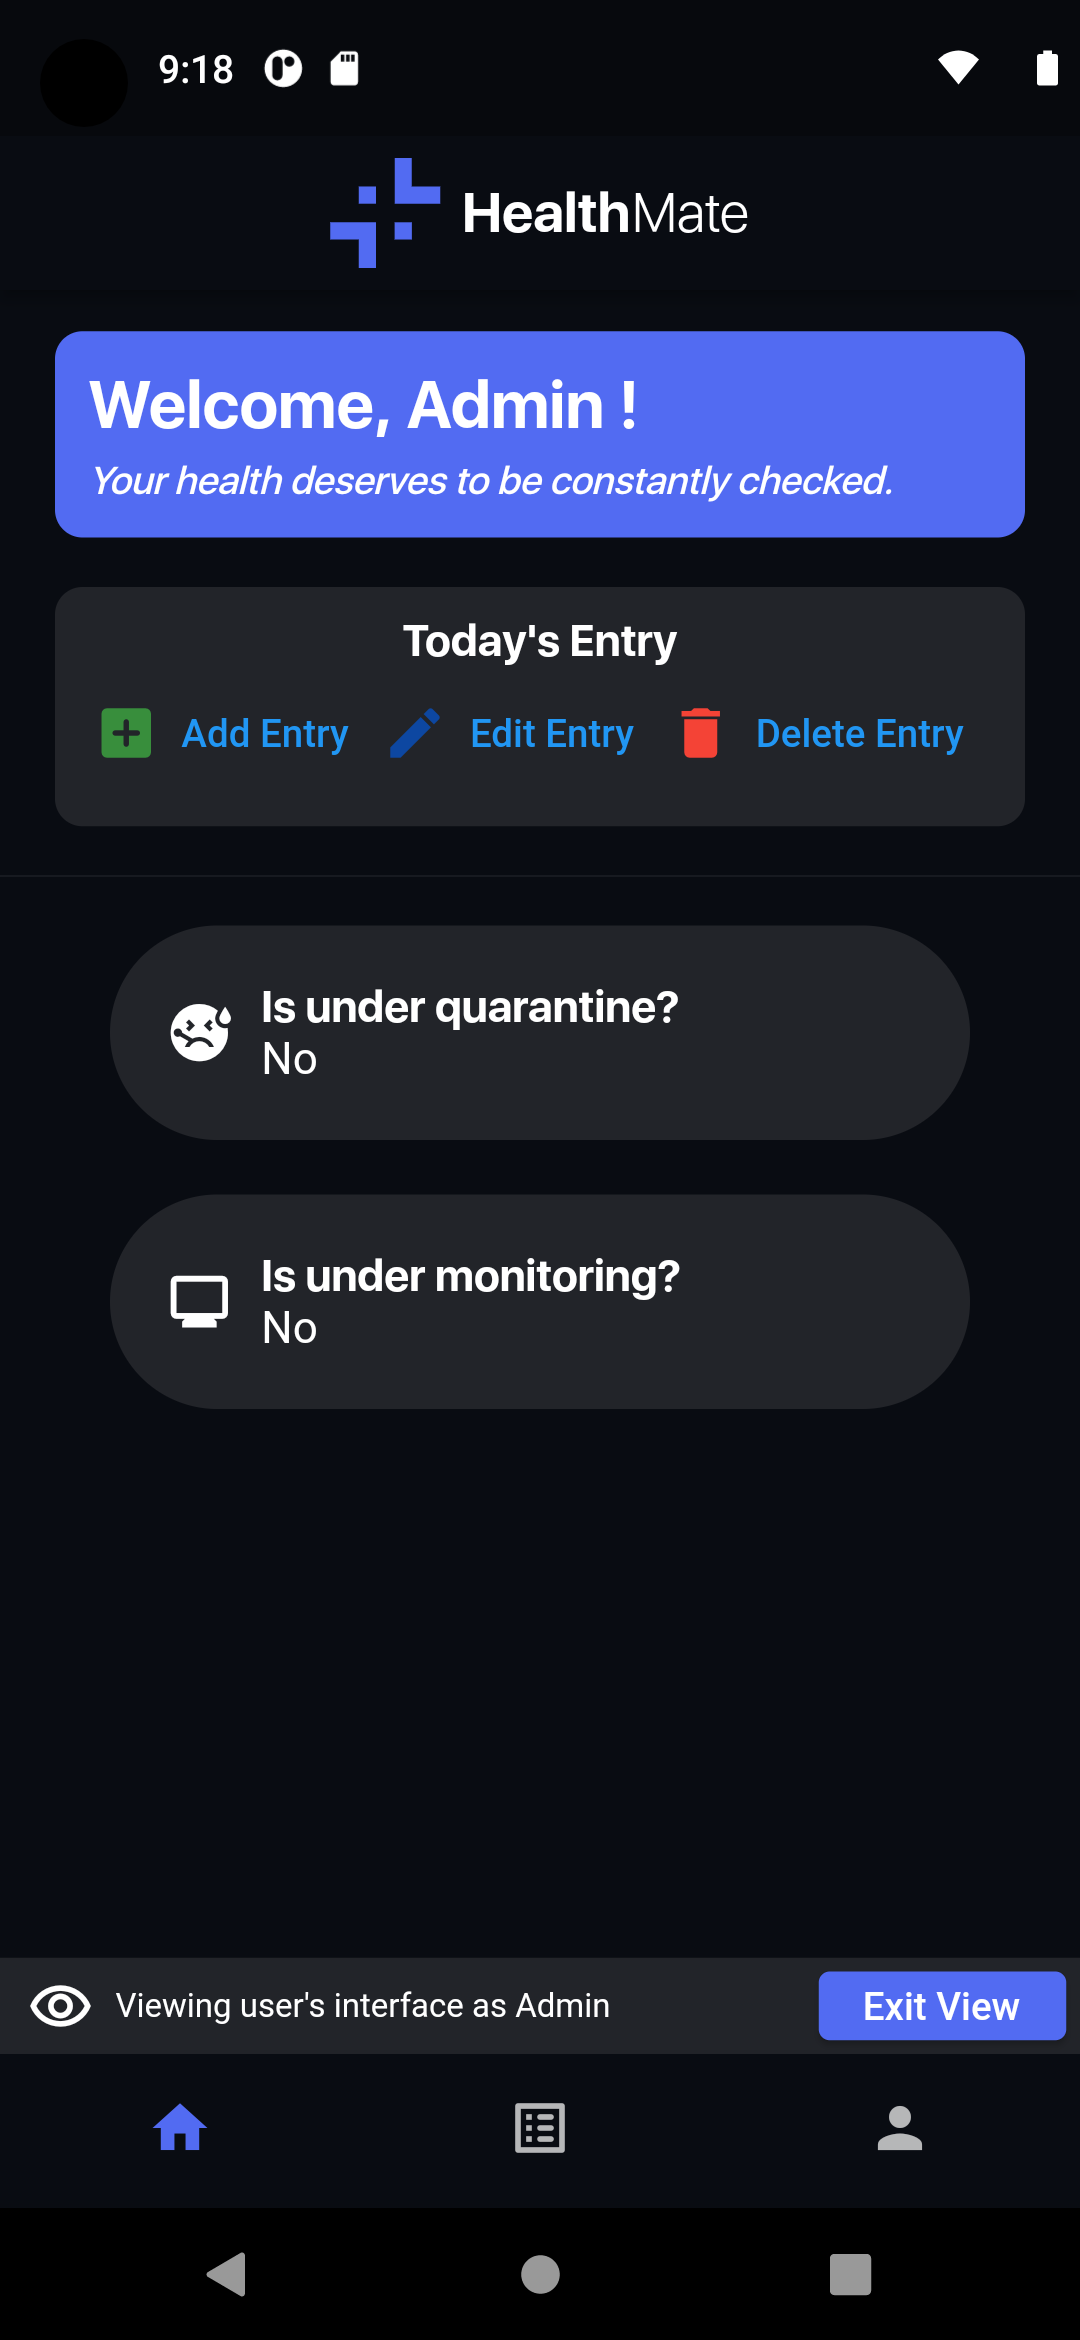 9:18
HealthMate
Welcome, Admin !
Your health deserves to be constantly checked.
Today's Entry
Add Entry
Edit Entry
Delete Entry
Is under quarantine?
No
Is under monitoring?
No
Viewing user's interface as Admin
Exit View